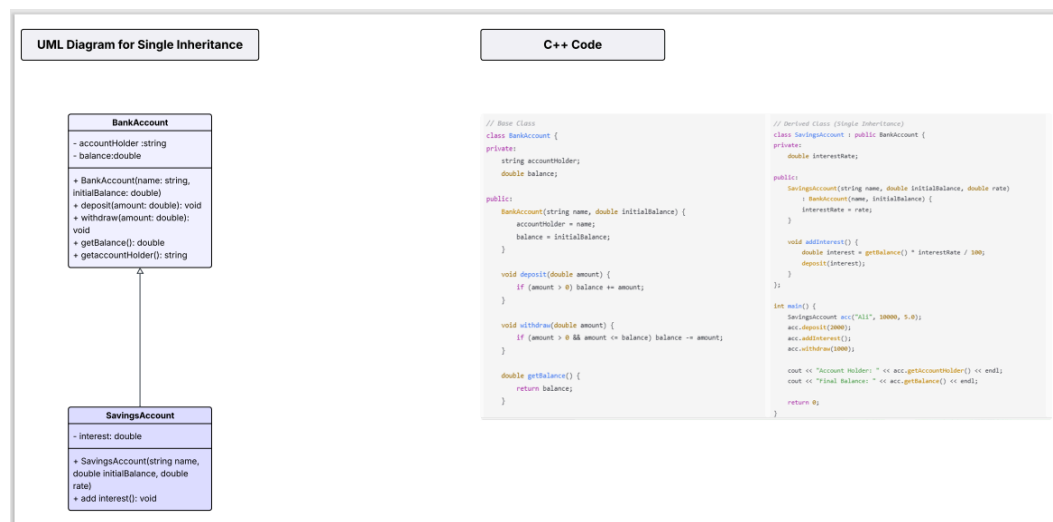 UML Diagram for Single Inheritance
C++ Code
BankAccount
- accountHolder :string
- balance:double
+ BankAccount(name: string,
initialBalance: double)
+ deposit(amount: double): void
+ withdraw(amount: double):
void
+ getBalance(): double
+ getaccountHolder(): string
SavingsAccount
- interest: double
+ SavingsAccount(string name,
double initialBalance, double
rate)
+ add interest(): void
// Base Class
class BankAccount {
private:
string accountHolder;
double balance;
public:
BankAccount(string name, double initialBalance) {
accountHolder = name;
balance = initialBalance;
}
void deposit(double amount) {
if (amount > 0) balance += amount;
}
void withdraw(double amount) {
if (amount > 0 && amount <= balance) balance -= amount;
}
double getBalance() {
return balance;
}
// Derived Class (Single Inheritance)
class SavingsAccount : public BankAccount {
private:
double interestRate;
public:
SavingsAccount(string name, double initialBalance, double rate)
: BankAccount(name, initialBalance) {
interestRate = rate;
}
void addInterest() {
double interest = getBalance() * interestRate / 100;
deposit(interest);
}
};
int main() {
SavingsAccount acc("Ali", 10000, 5.0);
acc.deposit(2000);
acc.addInterest();
acc.withdraw(1000);
cout << "Account Holder: " << acc.getAccountHolder() << endl;
cout << "Final Balance: " << acc.getBalance() << endl;
return 0;
}